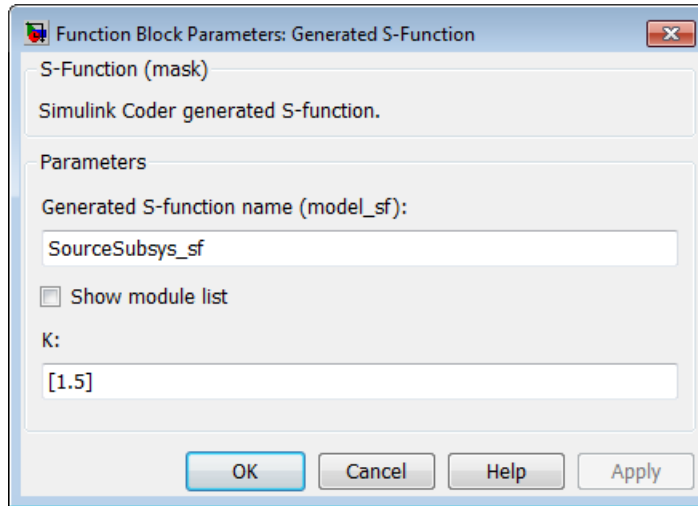 Function Block Parameters: Generated S-Function
S-Function (mask)
Simulink Coder generated S-function.
Parameters
Generated S-function name (model_sf):
SourceSubsys_sf
Show module list
K:
[1.5]
OK Cancel Help Apply